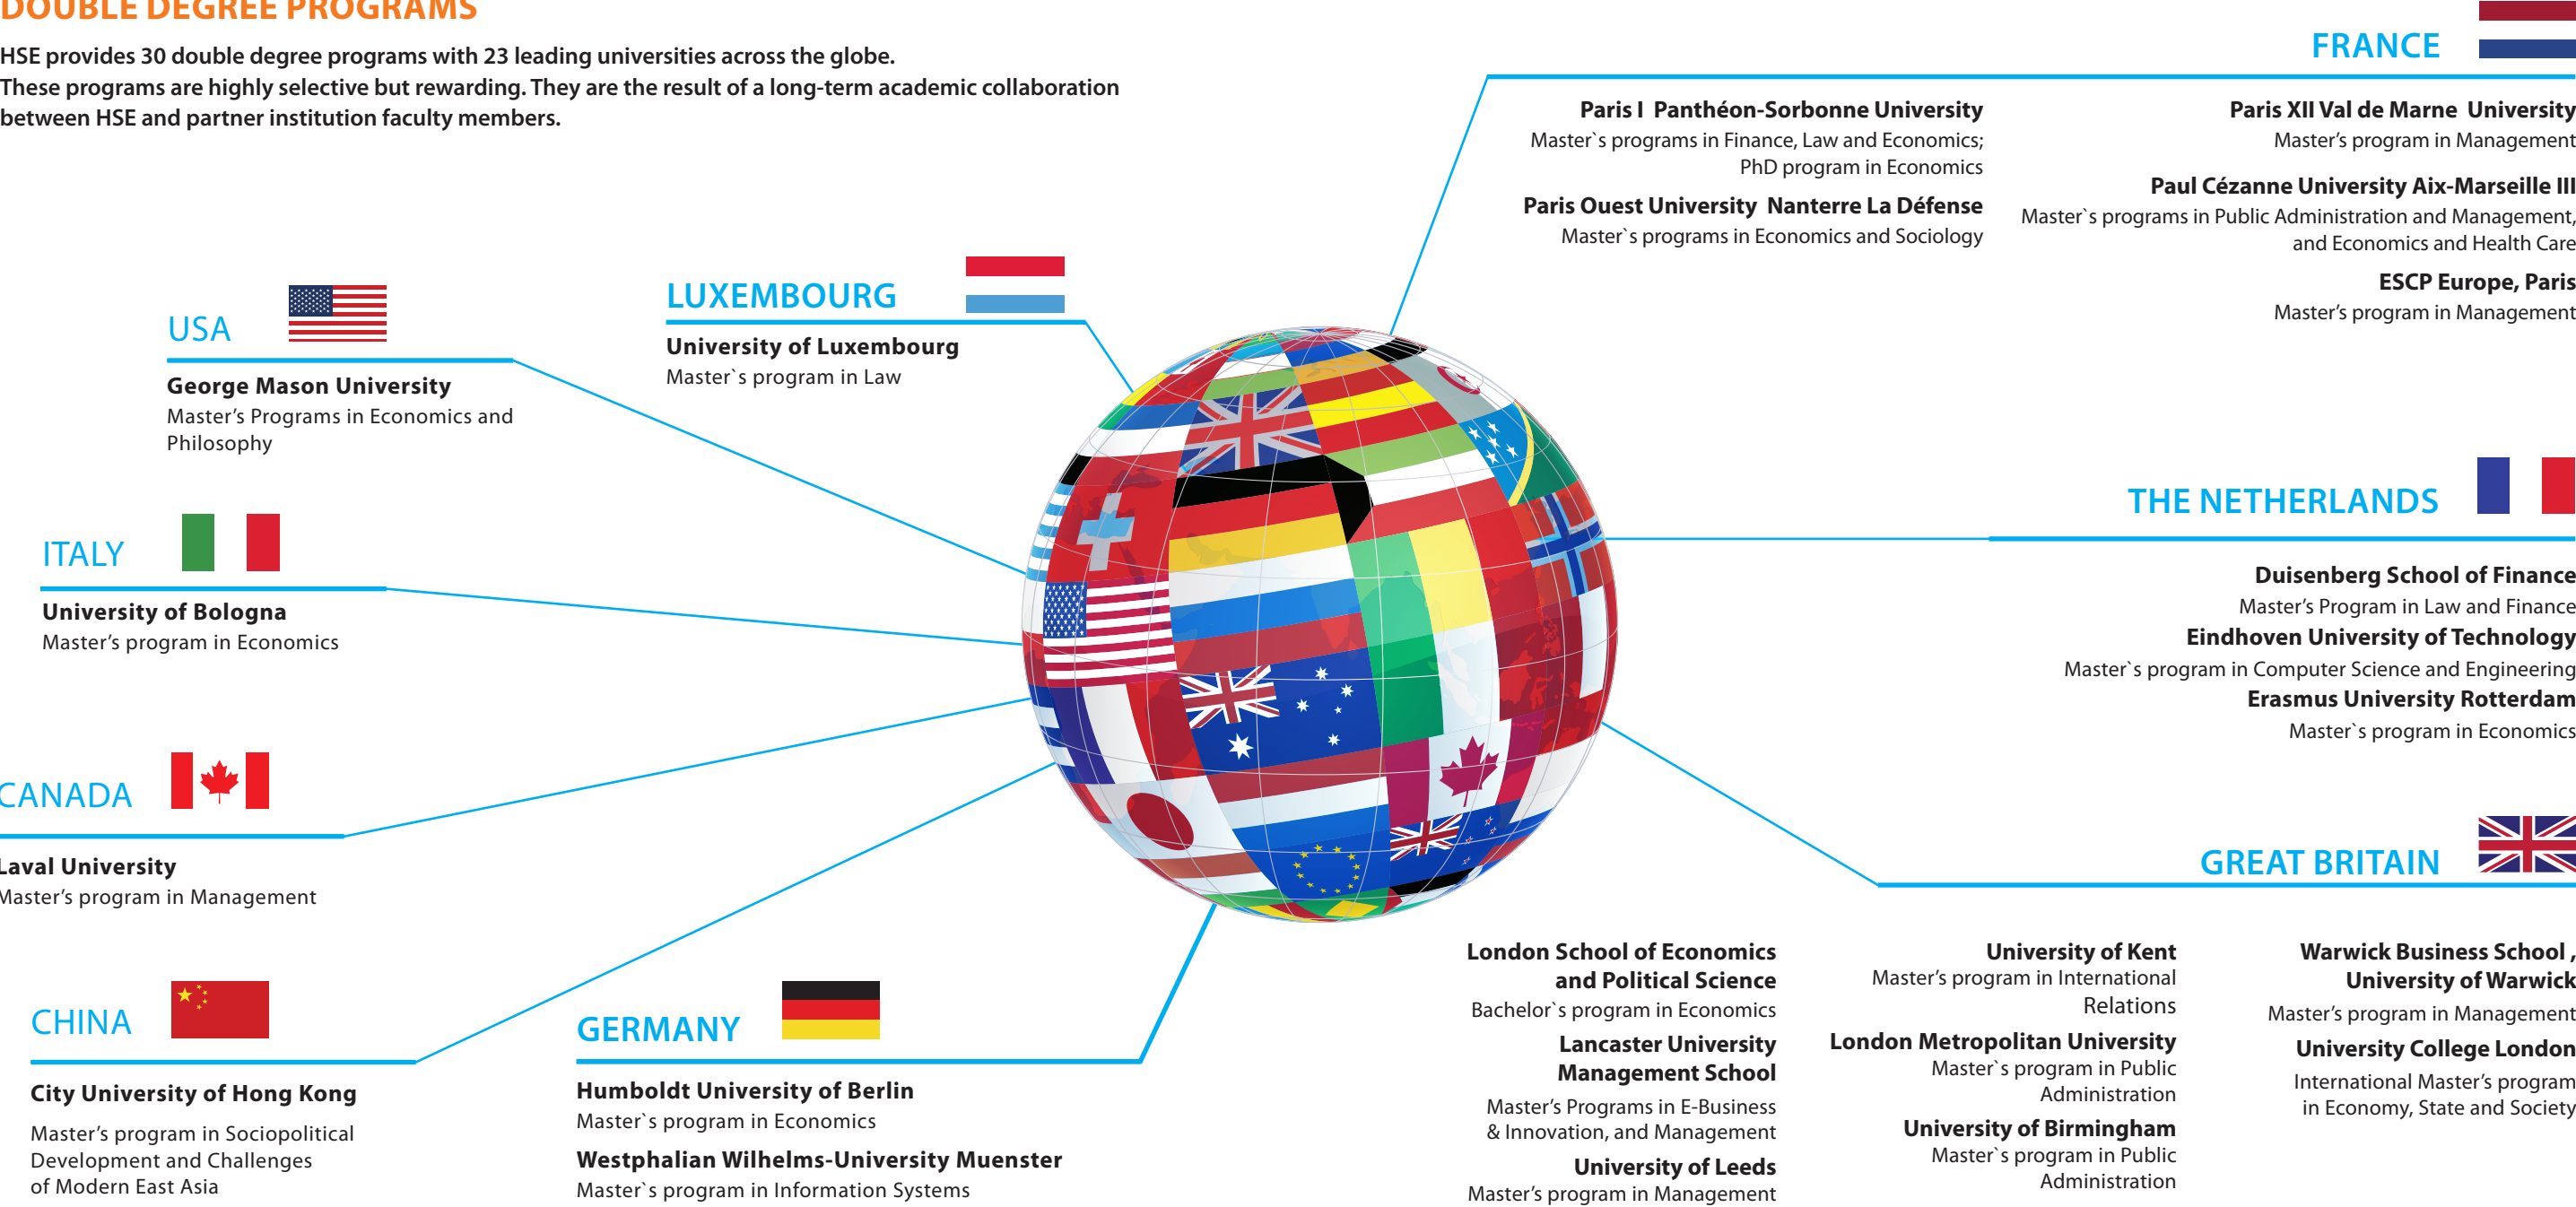 DOUBLE DEGREE PROGRAMS
HSE provides 30 double degree programs with 23 leading universities across the globe.
These programs are highly selective but rewarding. They are the result of a long-term academic collaboration
between HSE and partner institution faculty members.
FRANCE
Paris I Panthéon-Sorbonne University
Master`s programs in Finance, Law and Economics;
PhD program in Economics
Paris Ouest University Nanterre La Défense
Master`s programs in Economics and Sociology
Paris XII Val de Marne University
Master’s program in Management
Paul Cézanne University Aix-Marseille III
Master`s programs in Public Administration and Management,
and Economics and Health Care
ESCP Europe, Paris
Master’s program in Management
USA
George Mason University
Master’s Programs in Economics and
Philosophy
LUXEMBOURG
University of Luxembourg
Master`s program in Law
ITALY
University of Bologna
Master’s program in Economics
THE NETHERLANDS
Duisenberg School of Finance
Master’s Program in Law and Finance
Eindhoven University of Technology
Master`s program in Computer Science and Engineering
Erasmus University Rotterdam
Master`s program in Economics
CANADA
Laval University
Master’s program in Management
GREAT BRITAIN
London School of Economics
and Political Science
Bachelor`s program in Economics
Lancaster University
Management School
Master’s Programs in E-Business
& Innovation, and Management
University of Leeds
Master’s program in Management
University of Kent
Master’s program in International
Relations
London Metropolitan University
Master`s program in Public
Administration
University of Birmingham
Master`s program in Public
Administration
Warwick Business School ,
University of Warwick
Master’s program in Management
University College London
International Master’s program
in Economy, State and Society
CHINA
City University of Hong Kong
Master’s program in Sociopolitical
Development and Challenges
of Modern East Asia
GERMANY
Humboldt University of Berlin
Master`s program in Economics
Westphalian Wilhelms-University Muenster
Master`s program in Information Systems